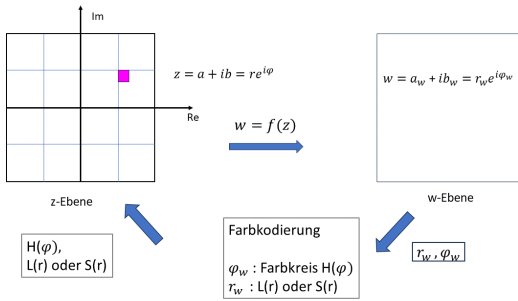 Im
z = a + ib = re^{iφ}
Re
w = f(z)
w = a_w + ib_w = r_w e^{iφ_w}
z-Ebene
w-Ebene
H(φ),
L(r) oder S(r)
Farbkodierung
φ_w : Farbkreis H(φ)
r_w : L(r) oder S(r)
r_w , φ_w